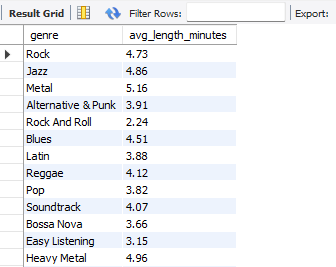 Result Grid Filter Rows: Export:
genre avg_length_minutes
Rock 4.73
Jazz 4.86
Metal 5.16
Alternative & Punk 3.91
Rock And Roll 2.24
Blues 4.51
Latin 3.88
Reggae 4.12
Pop 3.82
Soundtrack 4.07
Bossa Nova 3.66
Easy Listening 3.15
Heavy Metal 4.96